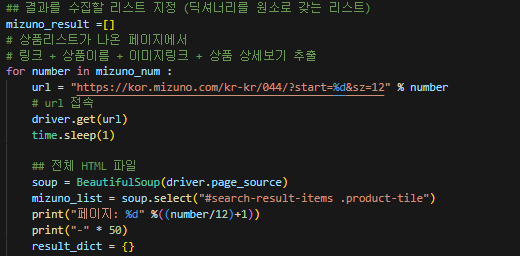 ## 결과를 수집할 리스트 지정 (딕셔너리를 원소로 갖는 리스트)
mizuno_result =[]
# 상품리스트가 나온 페이지에서
# 링크 + 상품이름 + 이미지링크 + 상품 상세보기 추출
for number in mizuno_num :
    url = "https://kor.mizuno.com/kr-kr/044/?start=%d&sz=12" % number
    # url 접속
    driver.get(url)
    time.sleep(1)

    ## 전체 HTML 파일
    soup = BeautifulSoup(driver.page_source)
    mizuno_list = soup.select("#search-result-items .product-tile")
    print("페이지: %d" %((number/12)+1))
    print("-" * 50)
    result_dict = {}